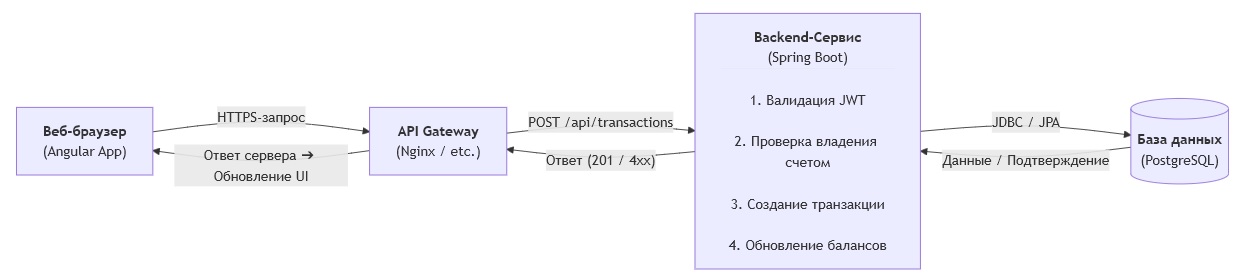 Веб-браузер
(Angular App)
HTTPS-запрос
Ответ сервера ➔
Обновление UI
API Gateway
(Nginx / etc.)
POST /api/transactions
Ответ (201 / 4xx)
Backend-Сервис
(Spring Boot)
1. Валидация JWT
2. Проверка владения
счетом
3. Создание транзакции
4. Обновление балансов
JDBC / JPA
Данные / Подтверждение
База данных
(PostgreSQL)